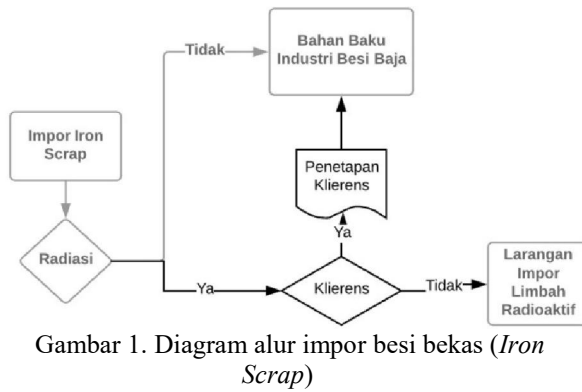 Tidak
Bahan Baku
Industri Besi Baja
Impor Iron
Scrap
Penetapan
Klierens
Ya
Radiasi
Ya
Klierens
Tidak
Larangan
Impor
Limbah
Radioaktif
Gambar 1. Diagram alur impor besi bekas (Iron
Scrap)